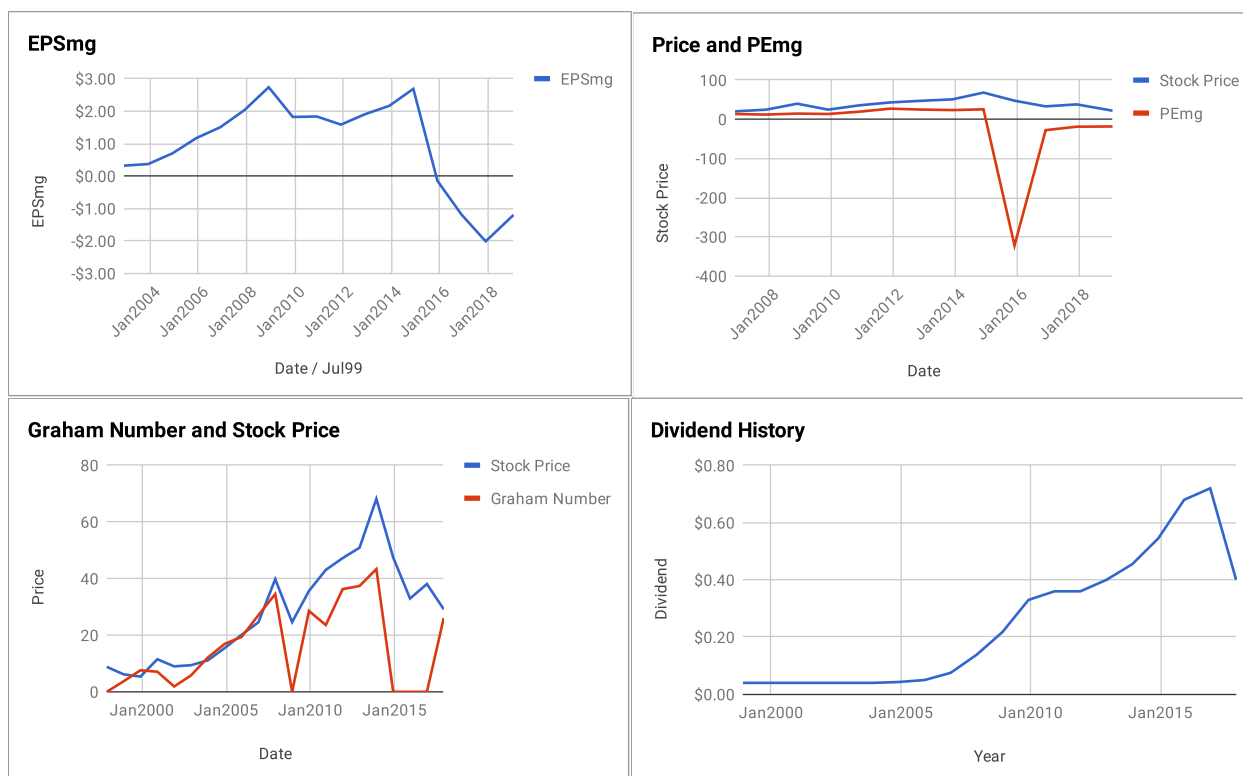 EPSmg
EPSmg
$3.00
$2.00
$1.00
$0.00
-$1.00
-$2.00
-$3.00
EPSmg
Jan2004
Jan2006
Jan2008
Jan2010
Jan2012
Jan2014
Jan2016
Jan2018
Date / Jul99
Price and PEmg
Stock Price
PEmg
100
0
-100
-200
-300
-400
Stock Price
Jan2008
Jan2010
Jan2012
Jan2014
Jan2016
Jan2018
Date
Graham Number and Stock Price
Stock Price
Graham Number
80
60
40
20
0
Price
Jan2000
Jan2005
Jan2010
Jan2015
Date
Dividend History
$0.80
$0.60
$0.40
$0.20
$0.00
Dividend
Jan2000
Jan2005
Jan2010
Jan2015
Year